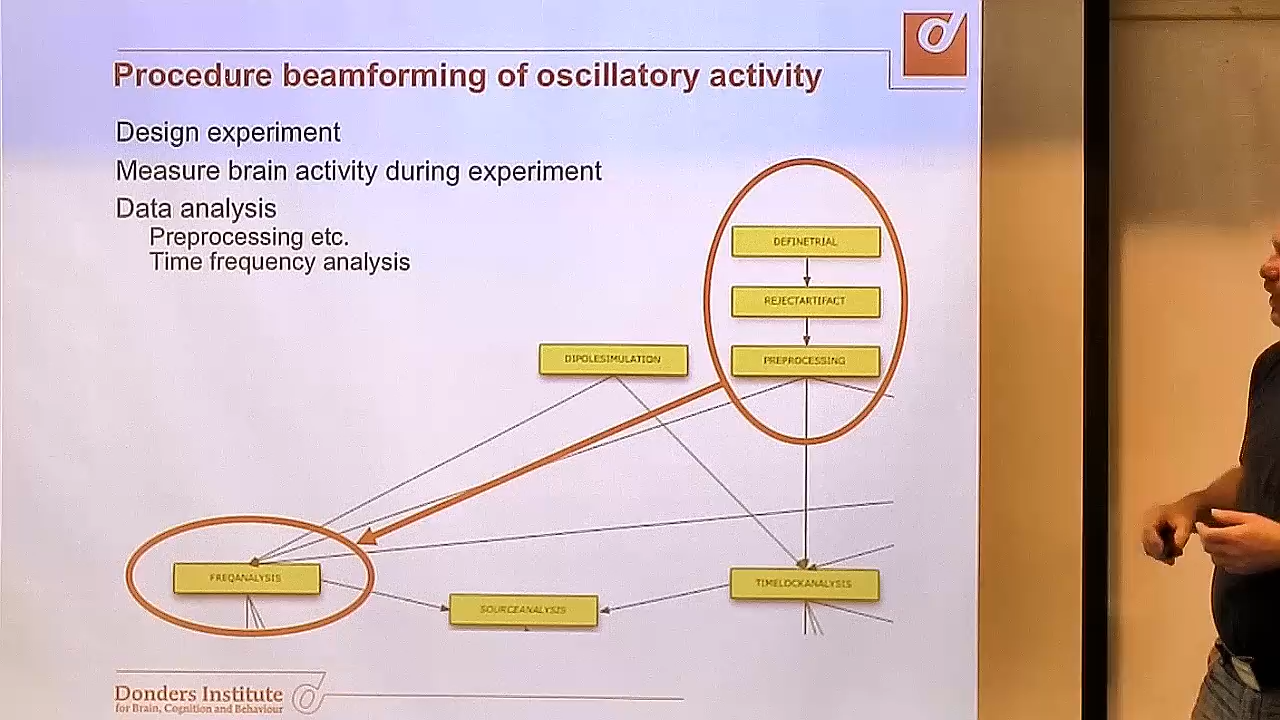 Procedure beamforming of oscillatory activity
Design experiment
Measure brain activity during experiment
Data analysis
Preprocessing etc.
Time frequency analysis
DEFINETRIAL
REJECTARTIFACT
DIPOLESIMULATION
PREPROCESSING
FREQANALYSIS
TIMELOCKANALYSIS
SOURCEANALYSIS
Donders Institute
for Brain, Cognition and Behaviour